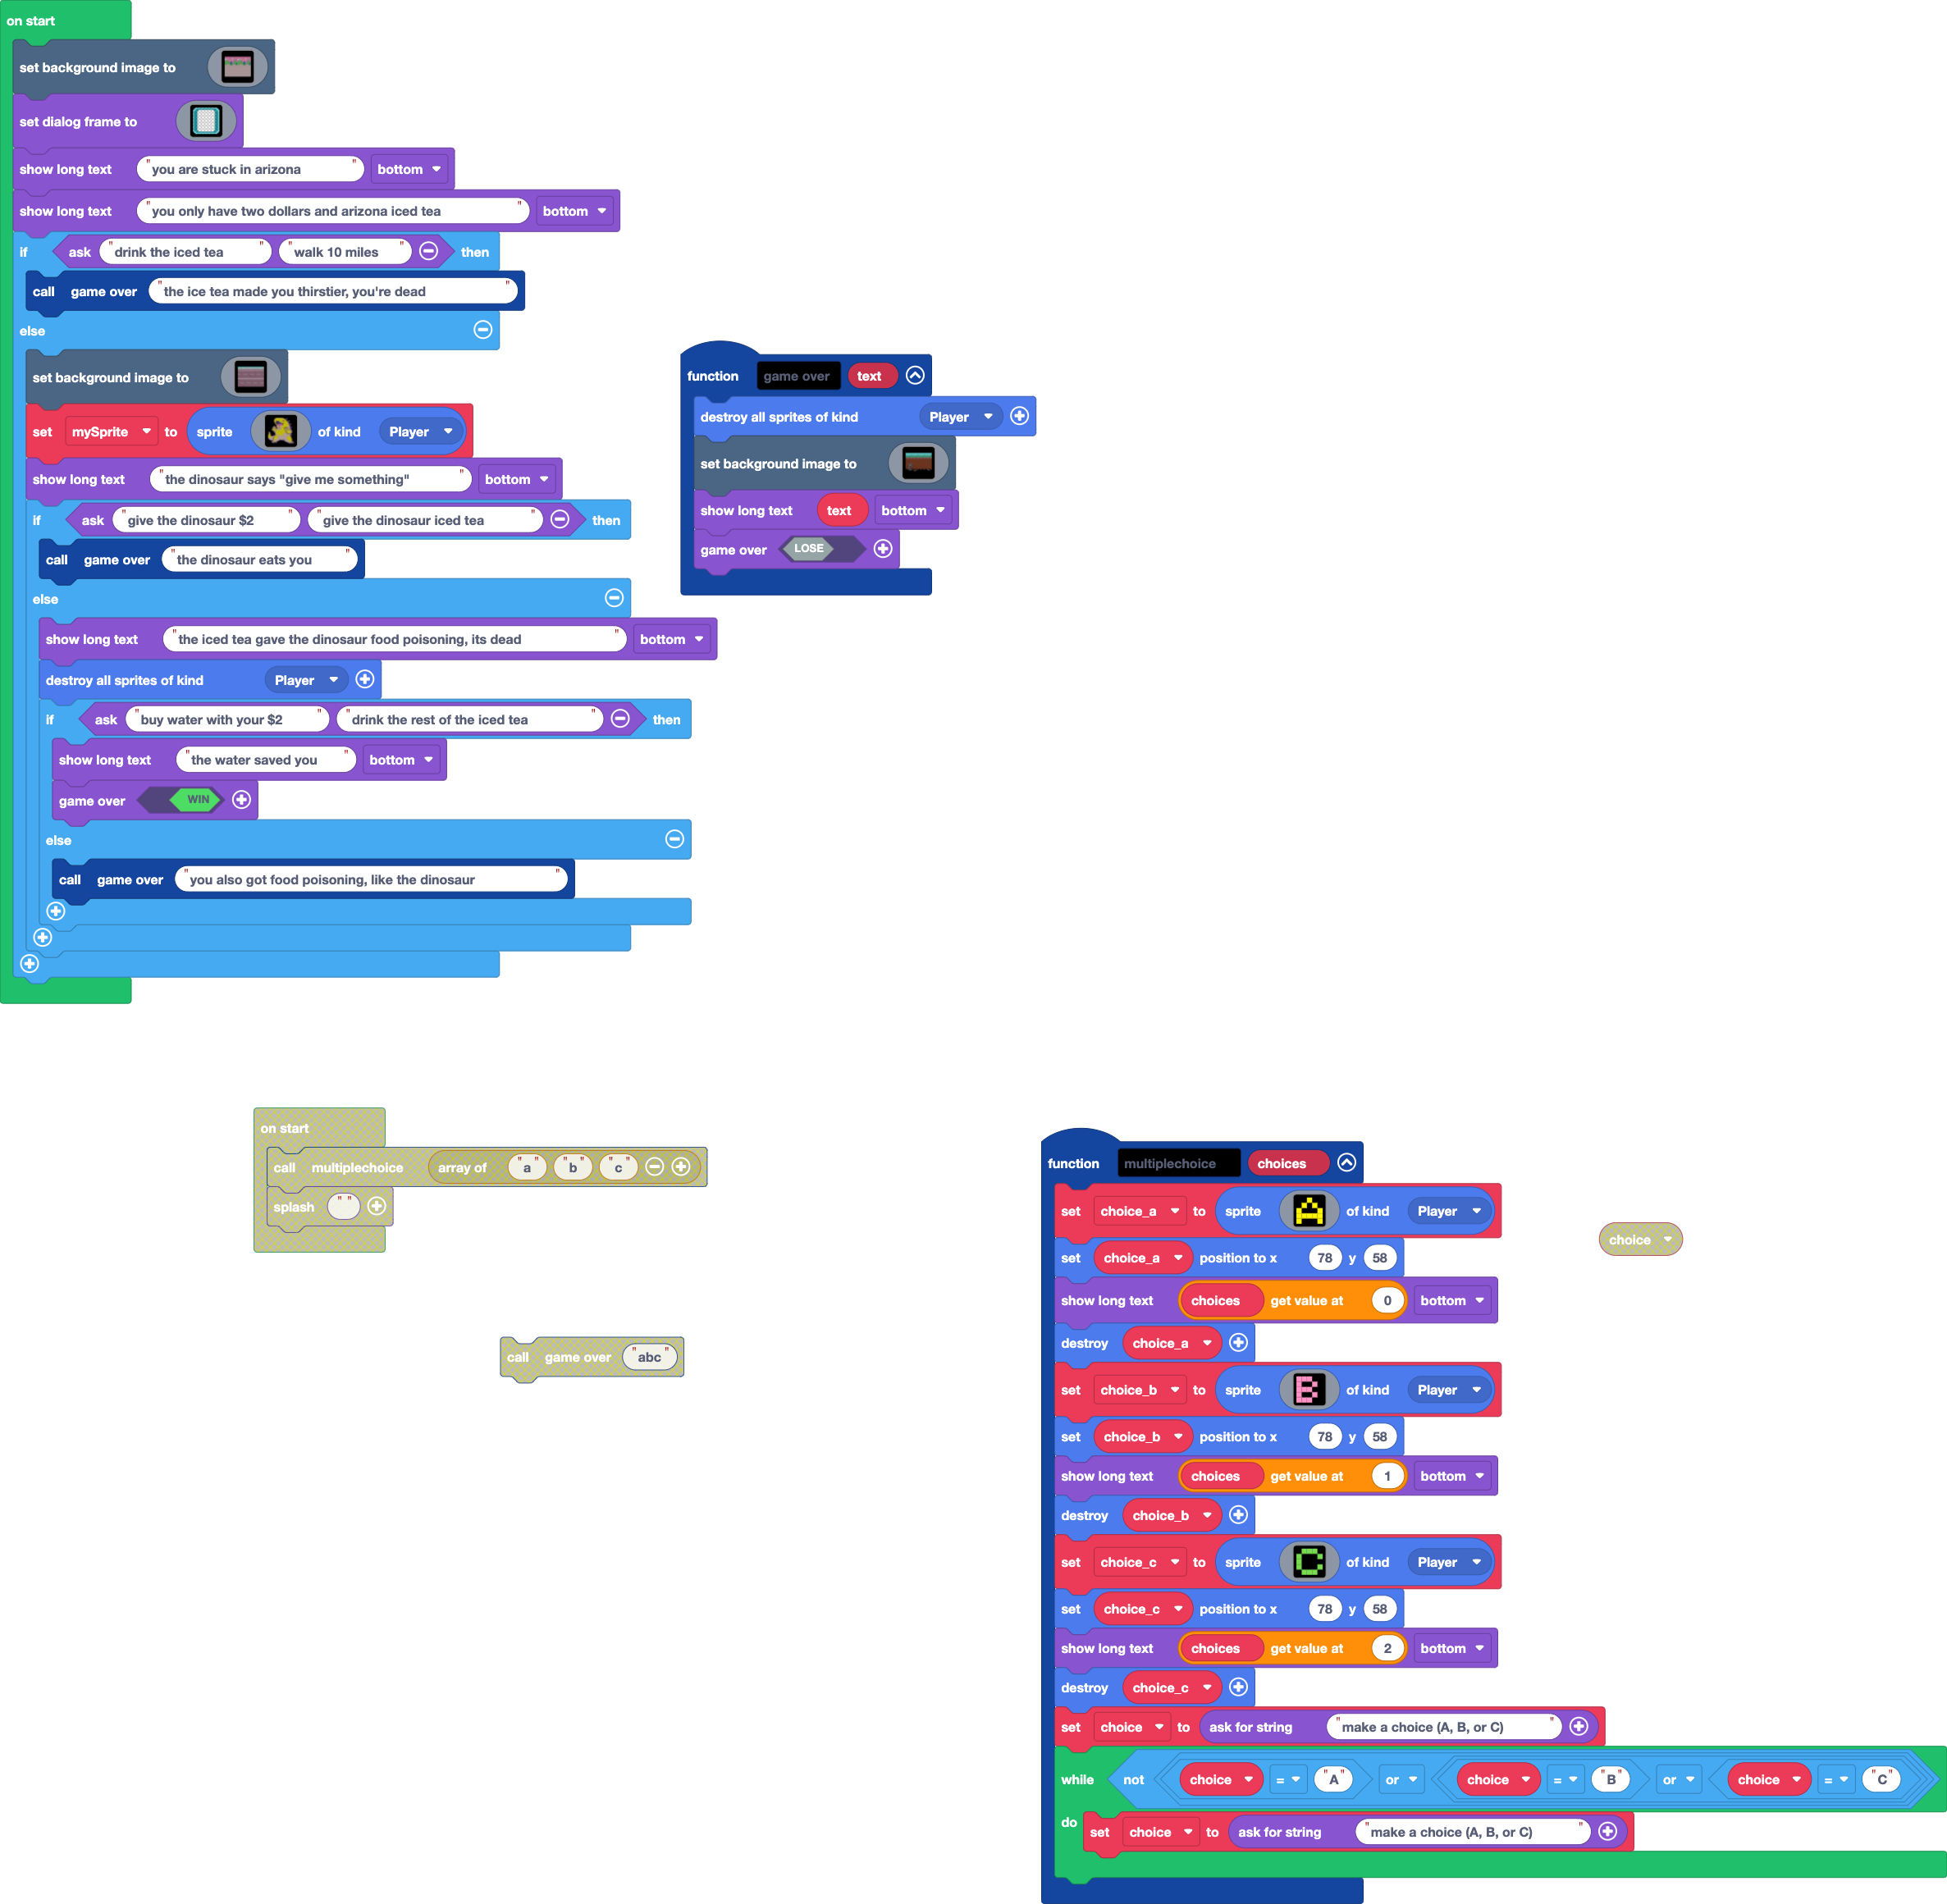 on start
set background image to
set dialog frame to
show long text "you are stuck in arizona" bottom
show long text "you only have two dollars and arizona iced tea" bottom
if ask "drink the iced tea" "walk 10 miles" then
call game over "the ice tea made you thirstier, you're dead"
else
set background image to
set mySprite to sprite of kind Player
show long text "the dinosaur says "give me something"" bottom
if ask "give the dinosaur $2" "give the dinosaur iced tea" then
call game over "the dinosaur eats you"
else
show long text "the iced tea gave the dinosaur food poisoning, its dead" bottom
destroy all sprites of kind Player
if ask "buy water with your $2" "drink the rest of the iced tea" then
show long text "the water saved you" bottom
game over WIN
else
call game over "you also got food poisoning, like the dinosaur"
function game over text
destroy all sprites of kind Player
set background image to
show long text text bottom
game over LOSE
on start
call multiplechoice array of "a" "b" "c"
splash " "
call game over "abc"
function multiplechoice choices
set choice_a to sprite A of kind Player
set choice_a position to x 78 y 58
show long text choices get value at 0 bottom
destroy choice_a
set choice_b to sprite B of kind Player
set choice_b position to x 78 y 58
show long text choices get value at 1 bottom
destroy choice_b
set choice_c to sprite C of kind Player
set choice_c position to x 78 y 58
show long text choices get value at 2 bottom
destroy choice_c
set choice to ask for string "make a choice (A, B, or C)"
while not choice = "A" or choice = "B" or choice = "C"
do set choice to ask for string "make a choice (A, B, or C)"
choice